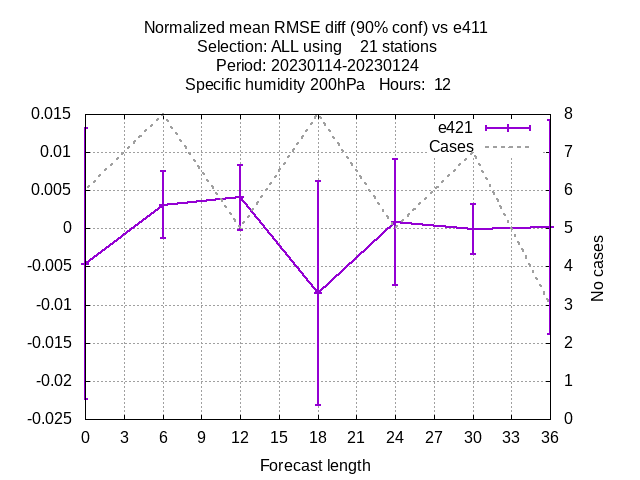 Normalized mean RMSE diff (90% conf) vs e411
Selection: ALL using    21 stations
Period: 20230114-20230124
Specific humidity 200hPa   Hours:  12
0.015
0.01
0.005
0
-0.005
-0.01
-0.015
-0.02
-0.025
8
7
6
5
4
3
2
1
0
e421
Cases
No cases
0 3 6 9 12 15 18 21 24 27 30 33 36
Forecast length